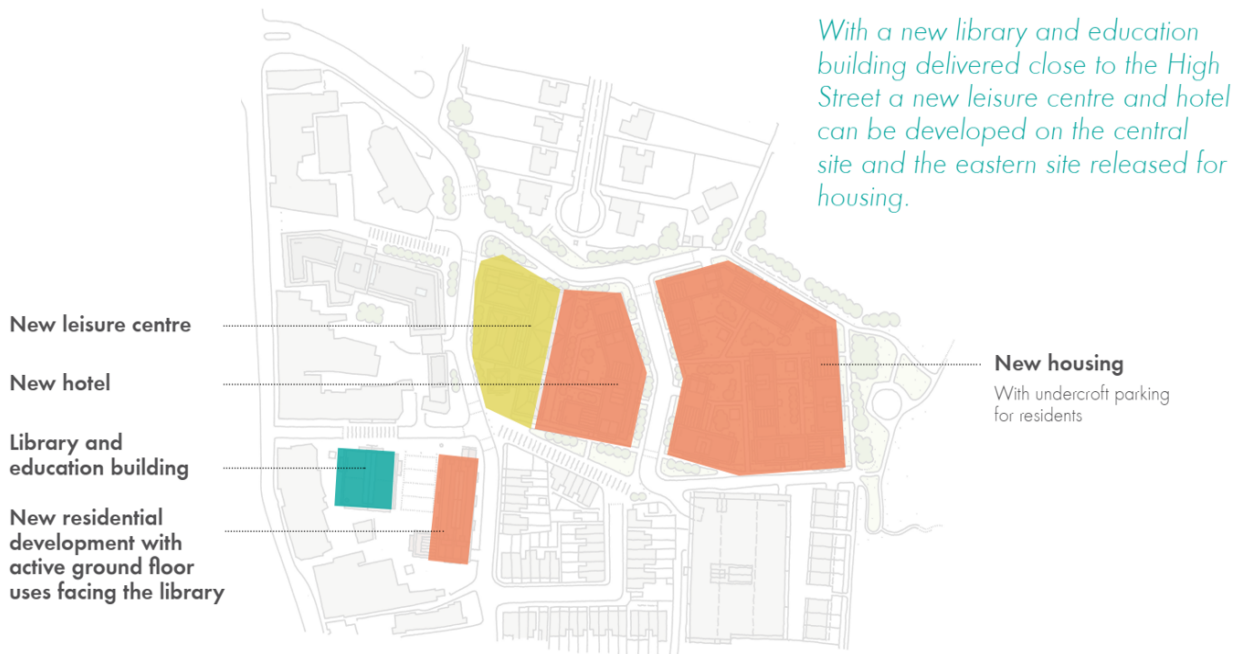 With a new library and education
building delivered close to the High
Street a new leisure centre and hotel
can be developed on the central
site and the eastern site released for
housing.
New leisure centre
New hotel
Library and
education building
New residential
development with
active ground floor
uses facing the library
New housing
With undercroft parking
for residents